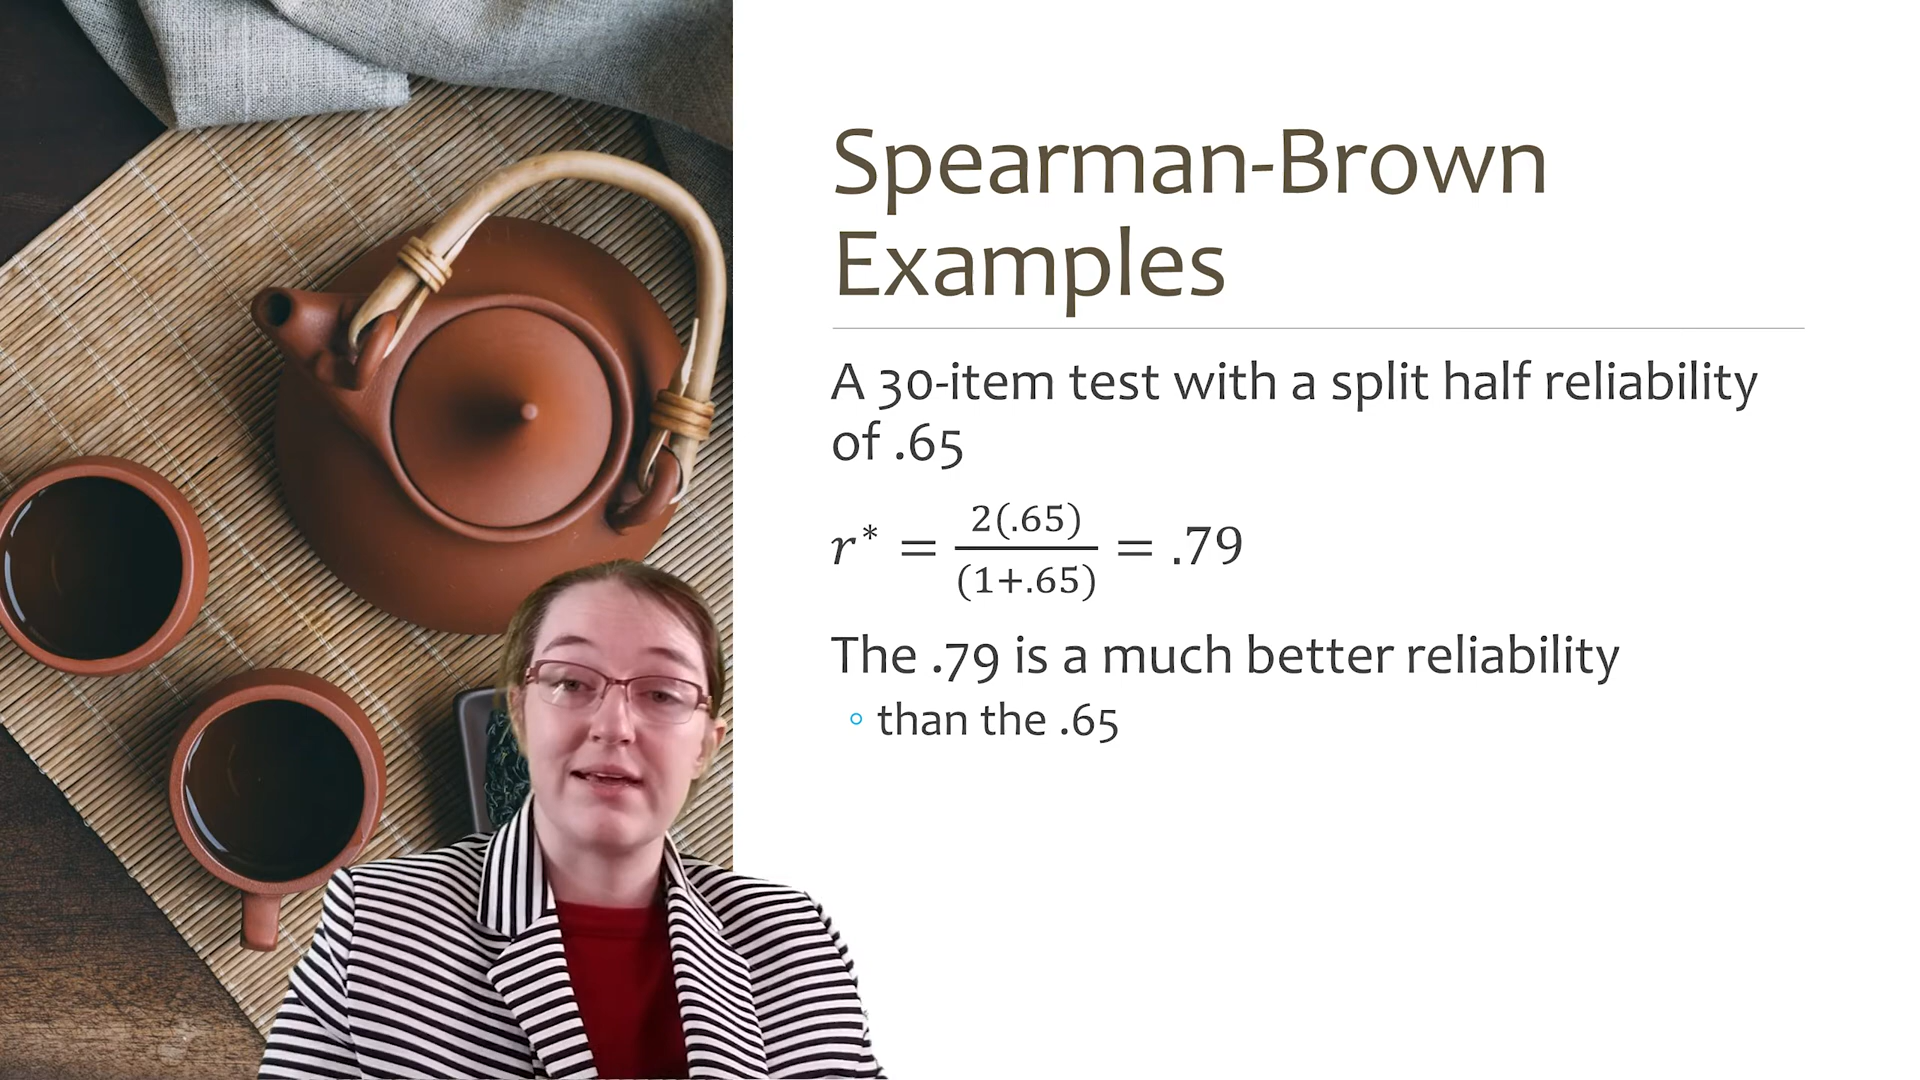 Spearman-Brown
Examples
A 30-item test with a split half reliability
of .65
r* = 2(.65)/(1+.65) = .79
The .79 is a much better reliability
◦ than the .65